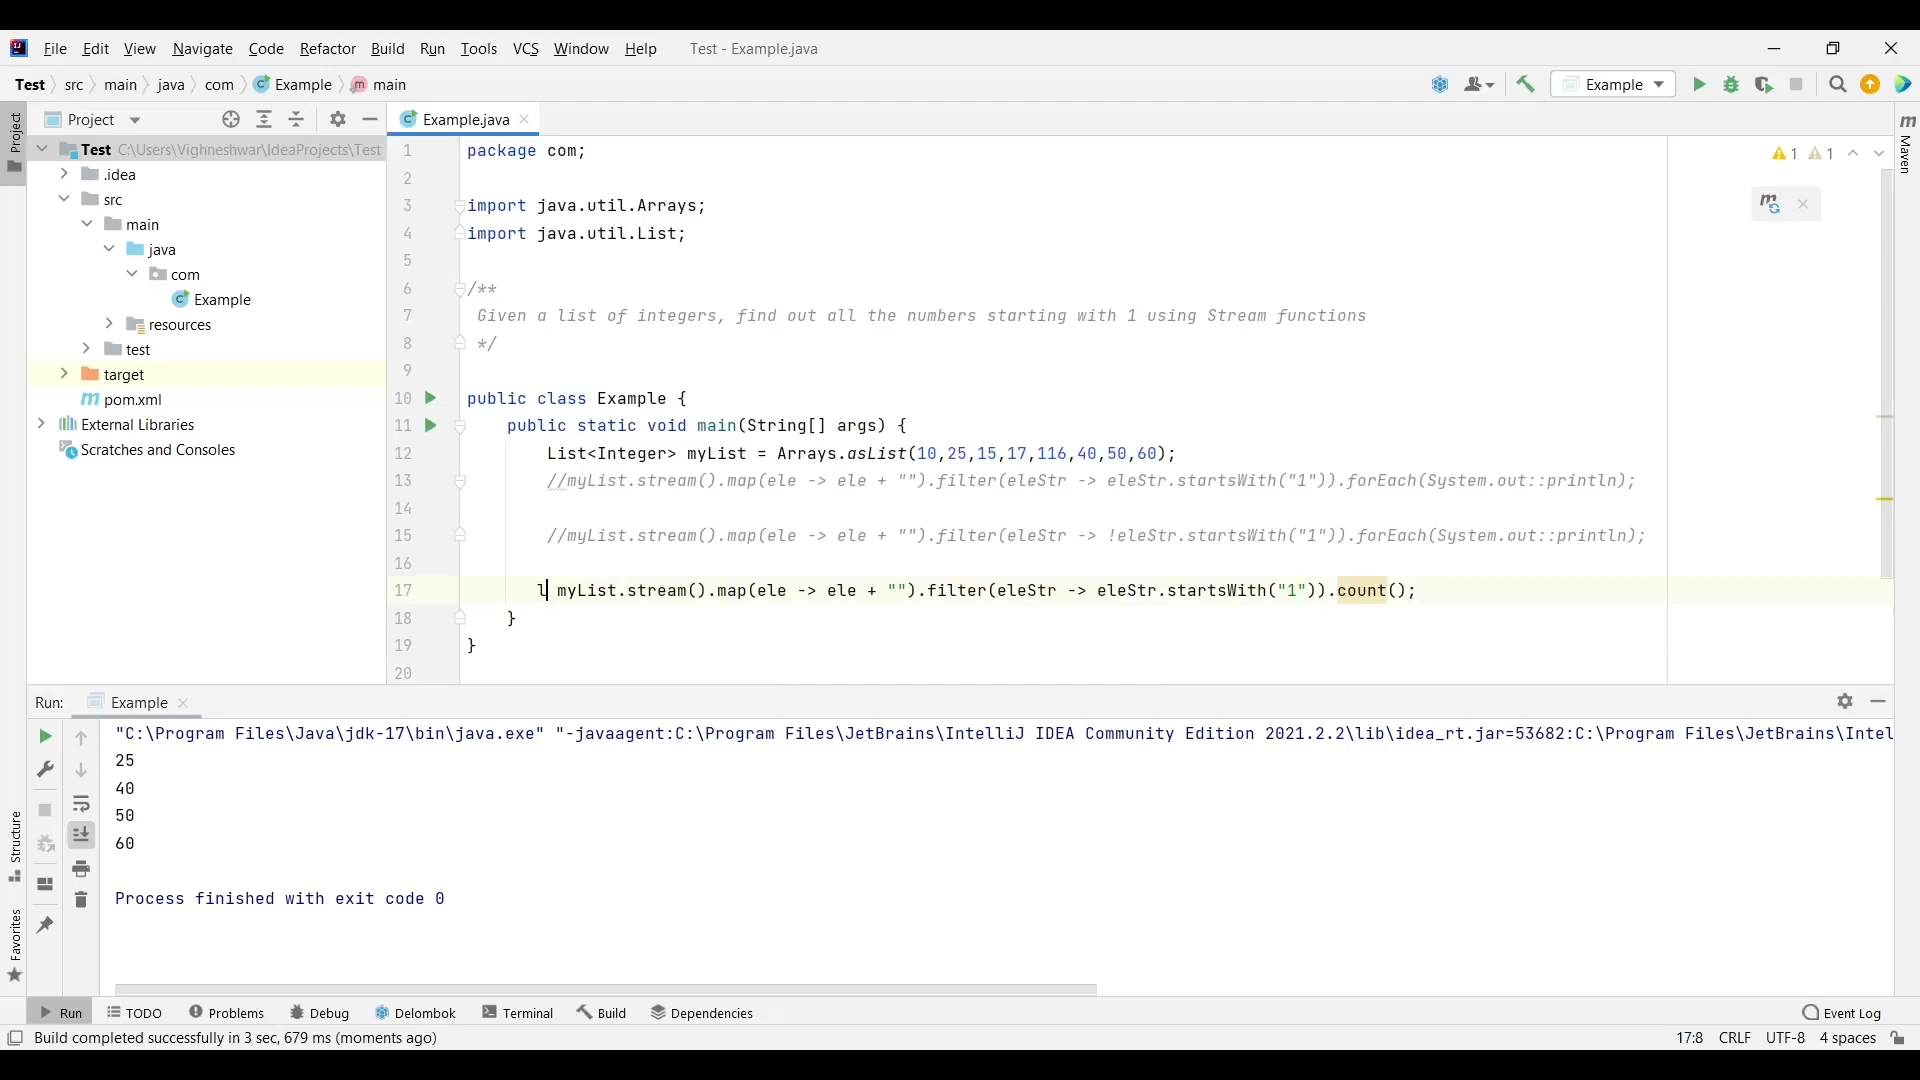 File Edit View Navigate Code Refactor Build Run Tools VCS Window Help Test - Example.java
Test src main java com Example main
Example
Project
Example.java
Project
Test C:\Users\Vighneshwar\IdeaProjects\Test
.idea
src
main
java
com
Example
resources
test
target
pom.xml
External Libraries
Scratches and Consoles
1 package com;
2
3 import java.util.Arrays;
4 import java.util.List;
5
6 /**
7 Given a list of integers, find out all the numbers starting with 1 using Stream functions
8 */
9
10 public class Example {
11 public static void main(String[] args) {
12 List<Integer> myList = Arrays.asList(10,25,15,17,116,40,50,60);
13 //myList.stream().map(ele -> ele + "").filter(eleStr -> eleStr.startsWith("1")).forEach(System.out::println);
14
15 //myList.stream().map(ele -> ele + "").filter(eleStr -> !eleStr.startsWith("1")).forEach(System.out::println);
16
17 l myList.stream().map(ele -> ele + "").filter(eleStr -> eleStr.startsWith("1")).count();
18 }
19 }
20
1 1
m
Maven
Run: Example
"C:\Program Files\Java\jdk-17\bin\java.exe" "-javaagent:C:\Program Files\JetBrains\IntelliJ IDEA Community Edition 2021.2.2\lib\idea_rt.jar=53682:C:\Program Files\JetBrains\Intel
25
40
50
60
Process finished with exit code 0
Structure
Favorites
Run TODO Problems Debug Delombok Terminal Build Dependencies Event Log
Build completed successfully in 3 sec, 679 ms (moments ago) 17:8 CRLF UTF-8 4 spaces